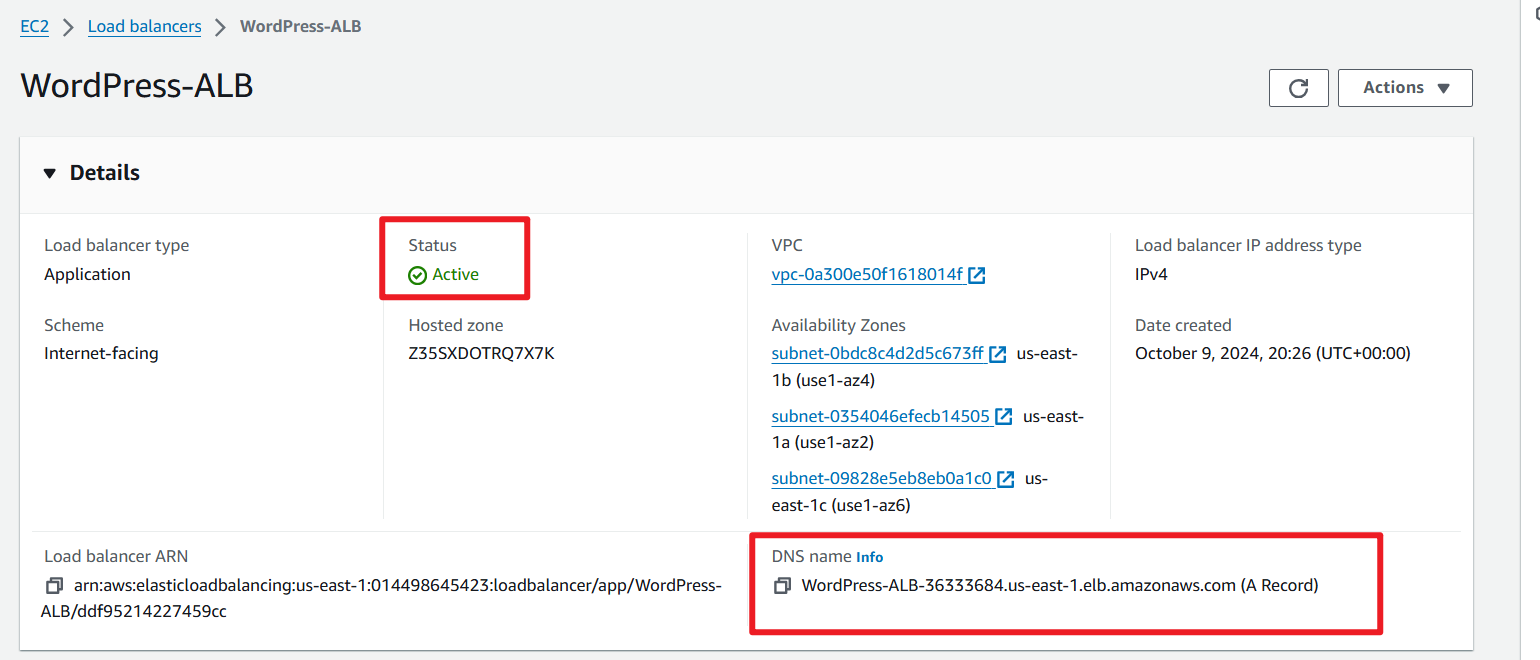 EC2 > Load balancers > WordPress-ALB
WordPress-ALB
Actions
Details
Load balancer type
Application
Status
Active
VPC
vpc-0a300e50f1618014f
Load balancer IP address type
IPv4
Scheme
Internet-facing
Hosted zone
Z35SXDOTRQ7X7K
Availability Zones
subnet-0bdc8c4d2d5c673ff us-east-
1b (use1-az4)
subnet-0354046efecb14505 us-east-
1a (use1-az2)
subnet-09828e5eb8eb0a1c0 us-
east-1c (use1-az6)
Date created
October 9, 2024, 20:26 (UTC+00:00)
Load balancer ARN
arn:aws:elasticloadbalancing:us-east-1:014498645423:loadbalancer/app/WordPress-
ALB/ddf95214227459cc
DNS name Info
WordPress-ALB-36333684.us-east-1.elb.amazonaws.com (A Record)